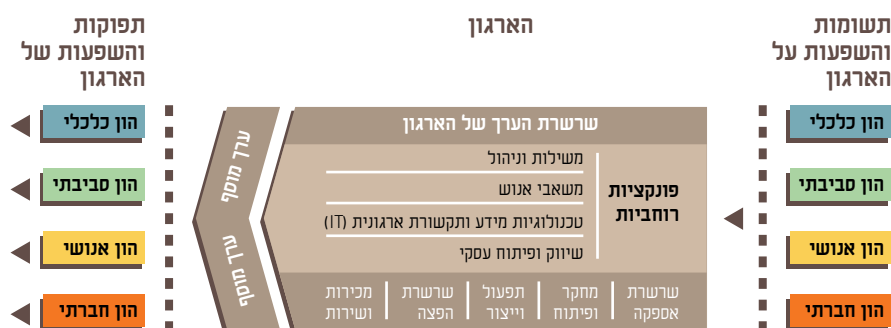 תשומות
והשפעות על
הארגון
הון כלכלי
הון סביבתי
הון אנושי
הון חברתי
הארגון
שרשרת הערך של הארגון
פונקציות
רוחביות
משילות וניהול
משאבי אנוש
טכנולוגיות מידע ותקשורת ארגונית (IT)
שיווק ופיתוח עסקי
שרשרת
אספקה
מחקר
ופיתוח
תפעול
וייצור
שרשרת
הפצה
מכירות
ושירות
ערך מוסף
ערך מוסף
תפוקות
והשפעות של
הארגון
הון כלכלי
הון סביבתי
הון אנושי
הון חברתי